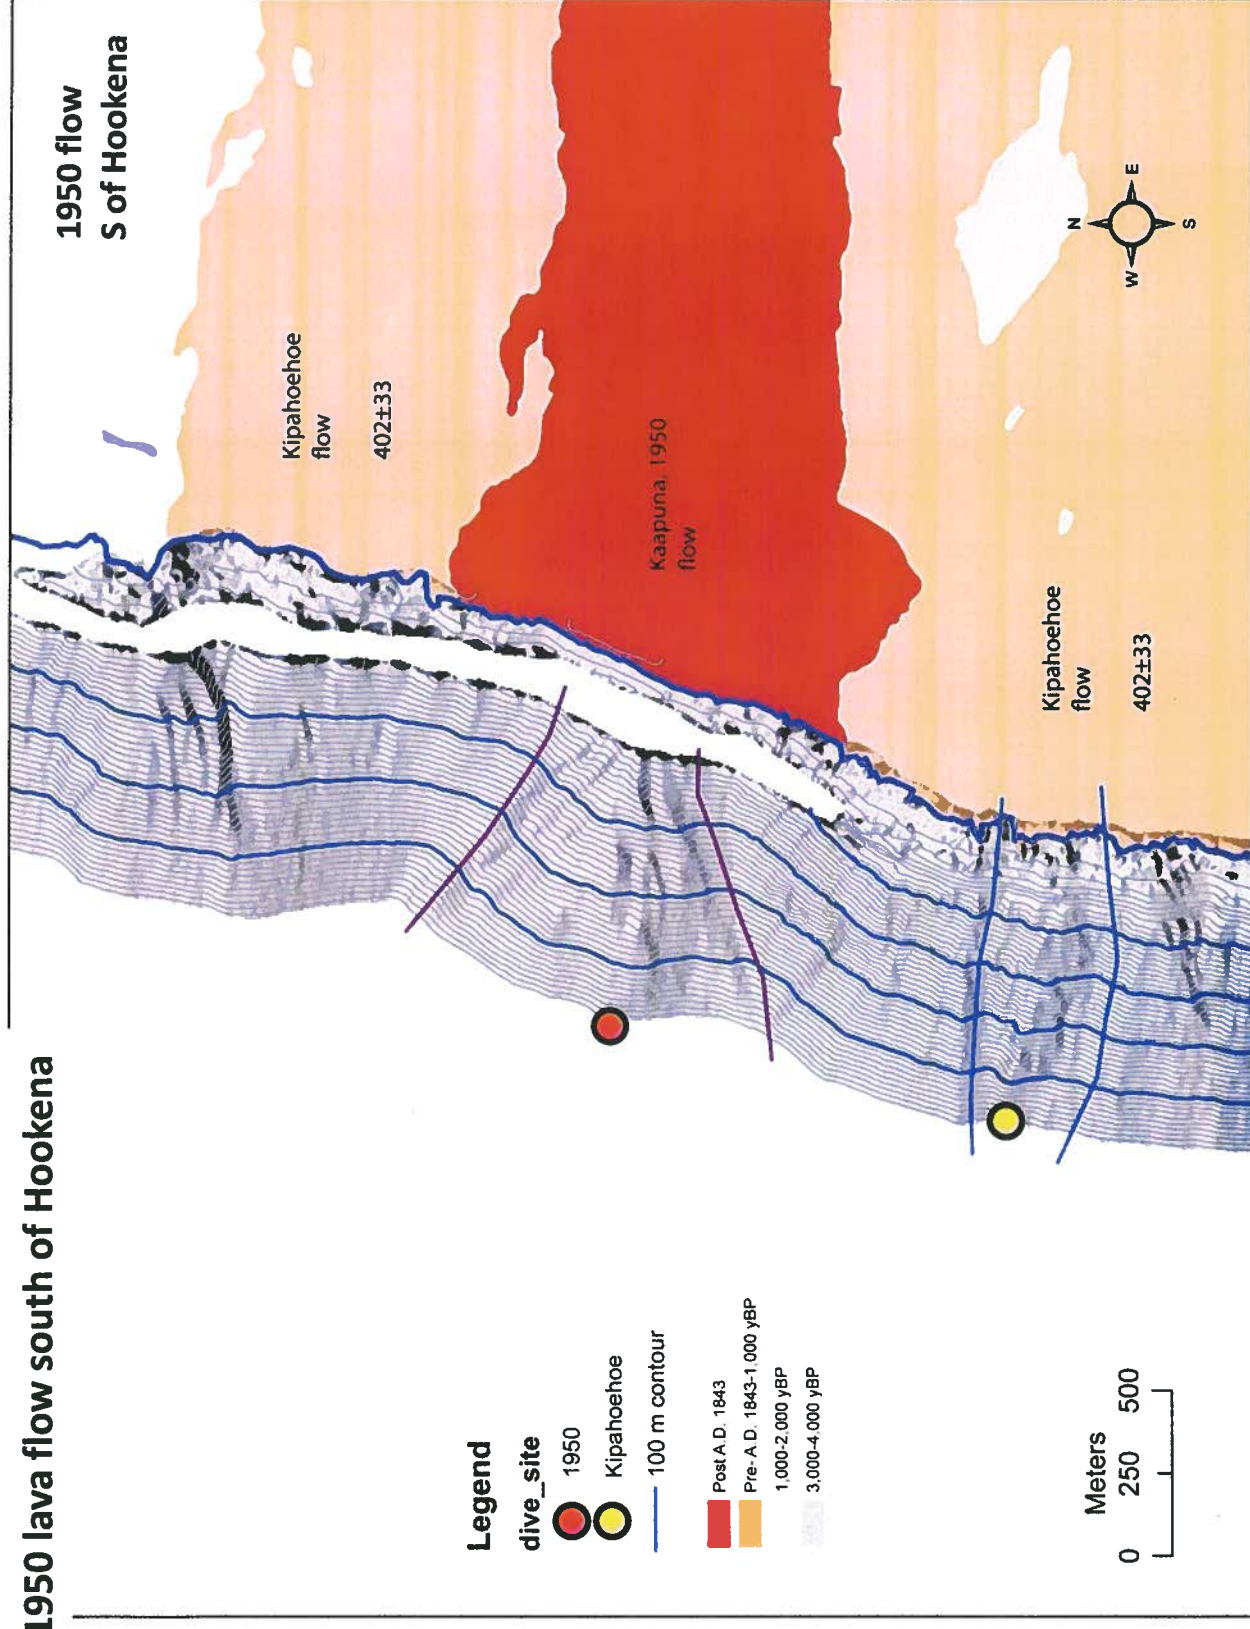 1950 lava flow south of Hookena
1950 flow
S of Hookena
Kipahoehoe
flow
402±33
Kaapuna, 1950
flow
Kipahoehoe
flow
402±33
N
W
E
S
Legend
dive_site
1950
Kipahoehoe
100 m contour
Post A.D. 1843
Pre- A.D. 1843-1,000 yBP
1,000-2,000 yBP
3,000-4,000 yBP
Meters
0 250 500